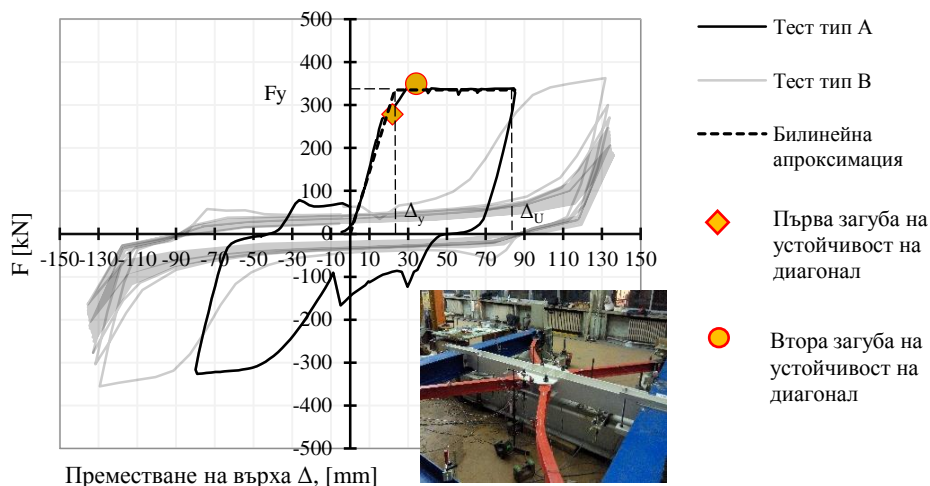 500
400
Fy
300
200
100
0
-100
-200
-300
-400
-500
F [kN]
-150 -130 -110 -90 -70 -50 -30 -10 10 30 50 70 90 110 130 150
Δy
ΔU
Преместване на върха Δ, [mm]
Тест тип A
Тест тип B
Билинейна
апроксимация
Първа загуба на
устойчивост на
диагонал
Втора загуба на
устойчивост на
диагонал